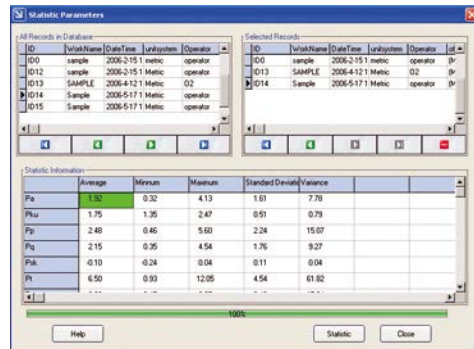 Statistic Parameters
All Records in Database
ID WorkName DateTime unitsystem Operator
ID0 sample 2006-2-15 1 Metric operator
ID12 sample 2006-2-15 1 Metric operator
ID13 SAMPLE 2006-4-12 1 Metric O2
ID14 Sample 2006-5-17 1 Metric operator
ID15 Sample 2006-5-17 1 Metric operator
Selected Records
ID WorkName DateTime unitsystem Operator
ID0 sample 2006-2-15 1 Metric operator
ID13 SAMPLE 2006-4-12 1 Metric O2
ID14 Sample 2006-5-17 1 Metric operator
Statistic Information
Average Minmum Maxmum Standard Deviatic Variance
Pa 1.92 0.32 4.13 1.61 7.78
Pku 1.75 1.35 2.47 0.51 0.79
Pp 2.48 0.46 5.60 2.24 15.07
Pq 2.15 0.35 4.54 1.76 9.27
Psk -0.10 -0.24 0.04 0.11 0.04
Pt 6.50 0.93 12.05 4.54 61.82
100%
Help Statistic Close